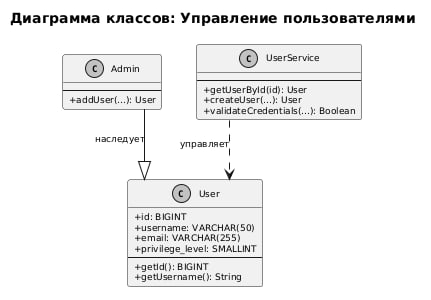 Диаграмма классов: Управление пользователями
C Admin
+addUser(...): User
C UserService
+getUserById(id): User
+createUser(...): User
+validateCredentials(...): Boolean
наследует
управляет
C User
+id: BIGINT
+username: VARCHAR(50)
+email: VARCHAR(255)
+privilege_level: SMALLINT
+getId(): BIGINT
+getUsername(): String